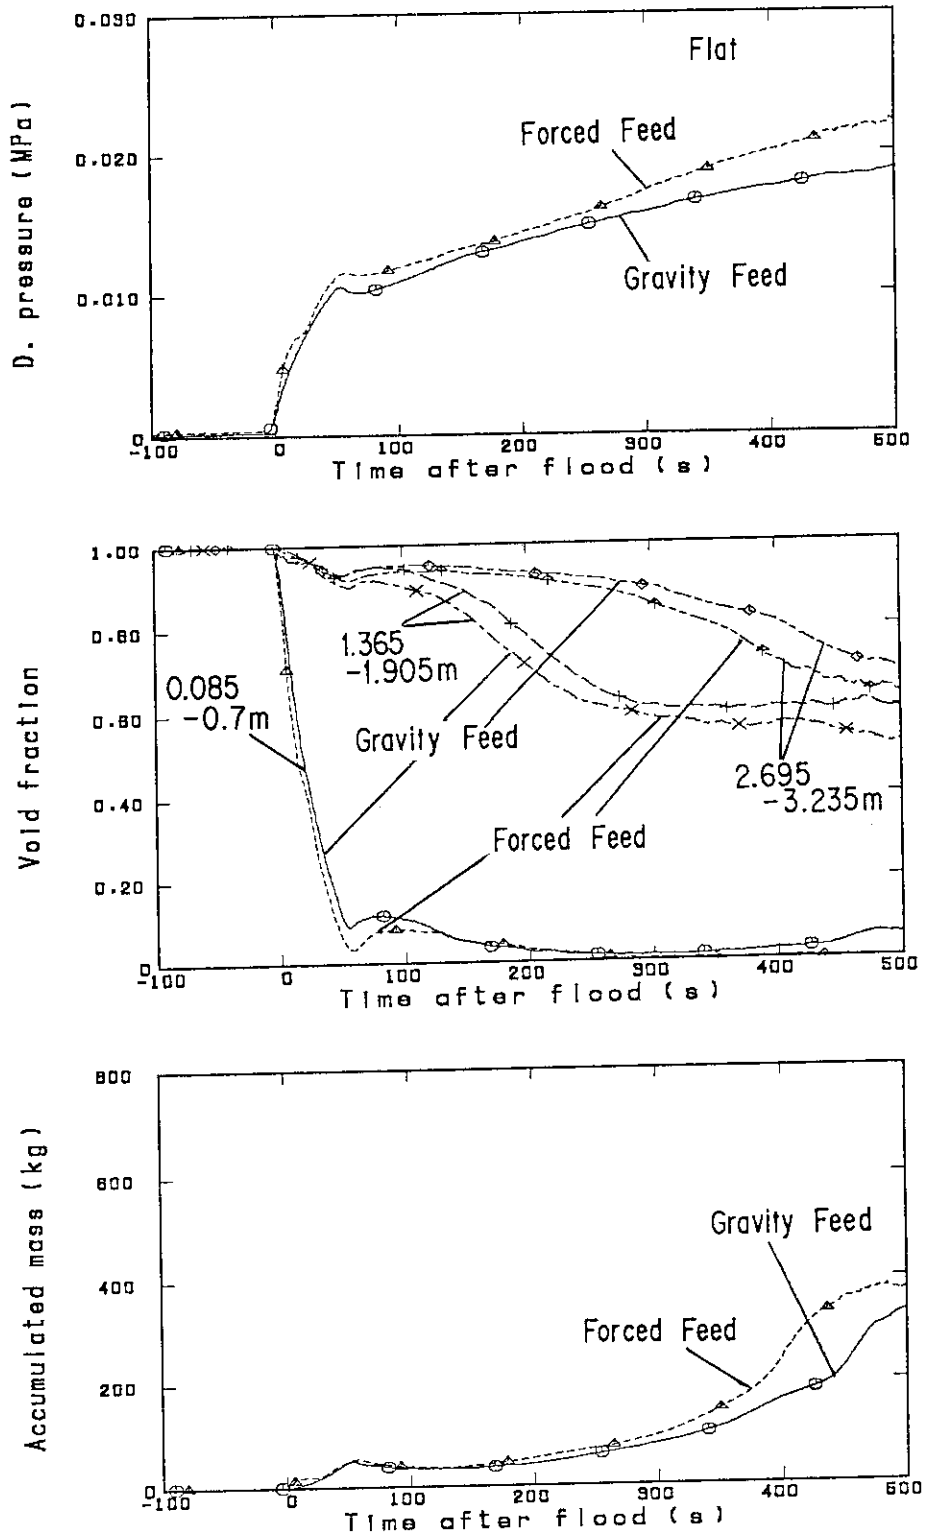 0.030
Flat
Forced Feed
0.020
D. pressure (MPa)
Gravity Feed
0.010
0
-100 0 100 200 300 400 500
Time after flood (s)
1.00
0.80
1.365
-1.905m
0.085
-0.7m
0.60
Gravity Feed
Void fraction
2.695
-3.235m
0.40
Forced Feed
0.20
0
-100 0 100 200 300 400 500
Time after flood (s)
800
600
Accumulated mass (kg)
Gravity Feed
400
Forced Feed
200
0
-100 0 100 200 300 400 500
Time after flood (s)